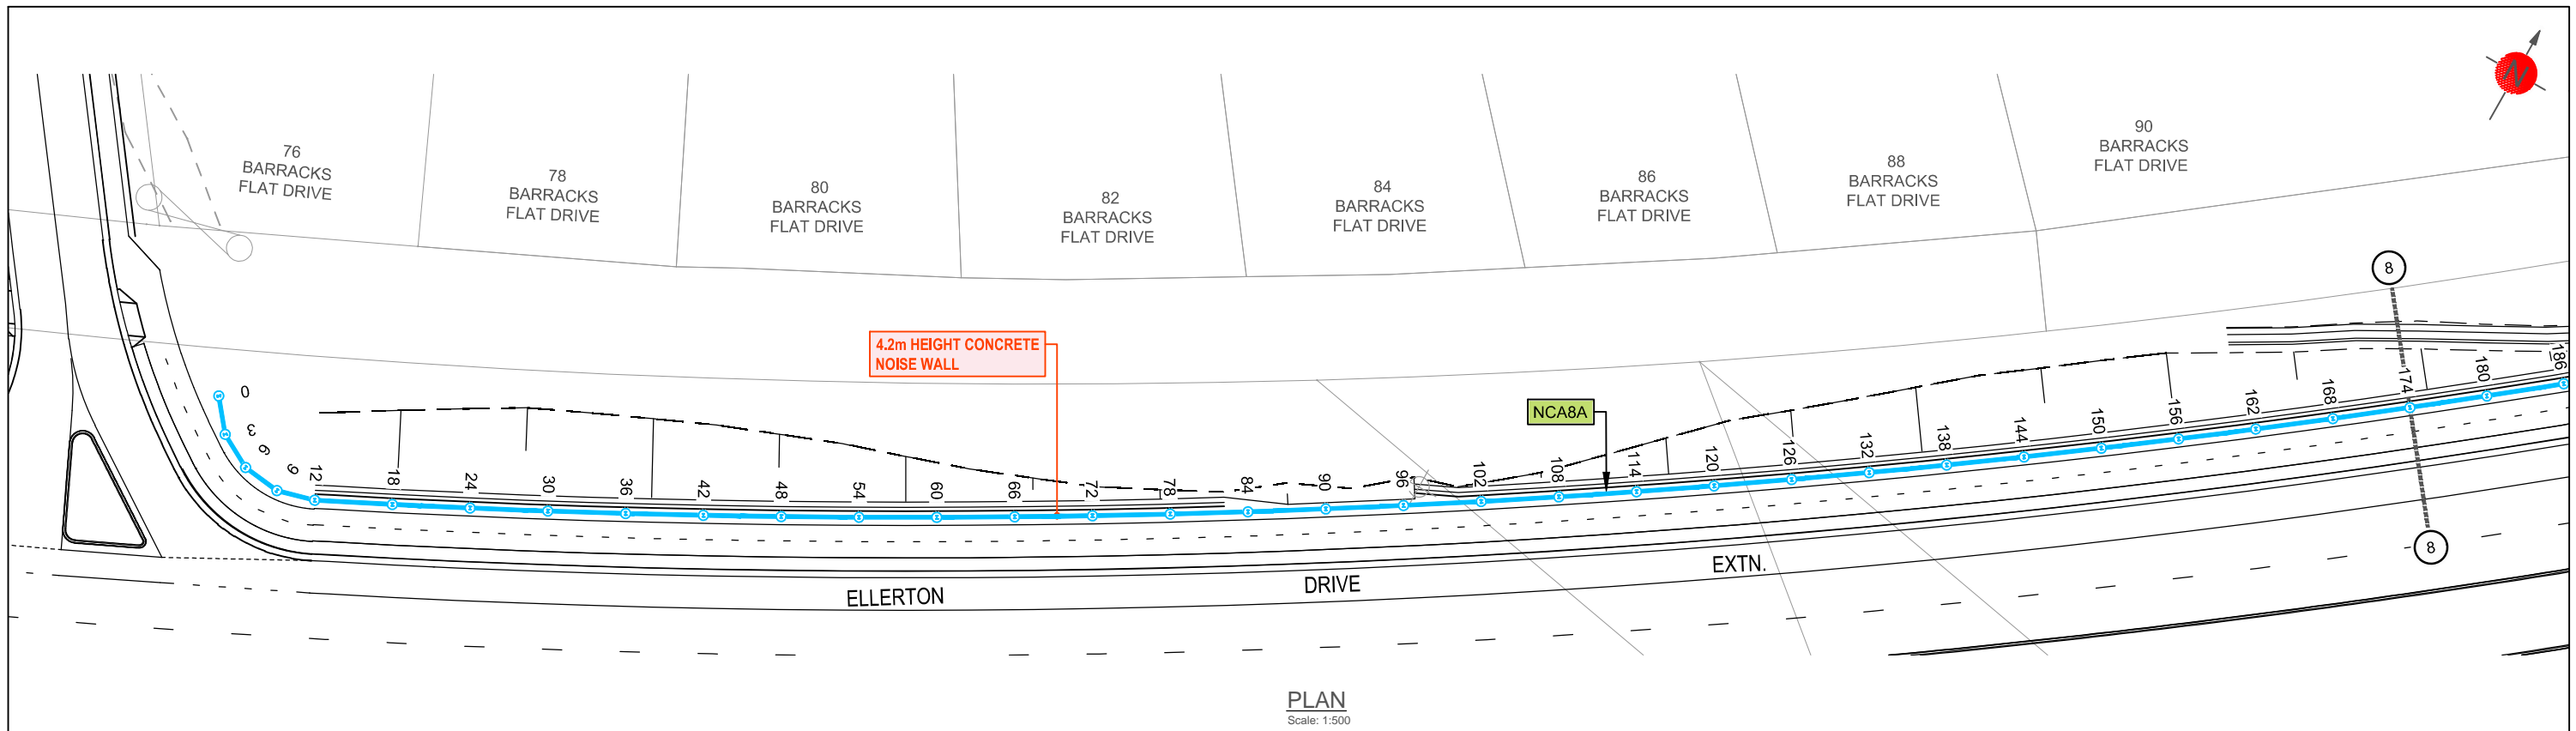 N
76
BARRACKS
FLAT DRIVE
78
BARRACKS
FLAT DRIVE
80
BARRACKS
FLAT DRIVE
82
BARRACKS
FLAT DRIVE
84
BARRACKS
FLAT DRIVE
86
BARRACKS
FLAT DRIVE
88
BARRACKS
FLAT DRIVE
90
BARRACKS
FLAT DRIVE
8
4.2m HEIGHT CONCRETE
NOISE WALL
NCA8A
0
3
6
9
12
18
24
30
36
42
48
54
60
66
72
78
84
90
96
102
108
114
120
126
132
138
144
150
156
162
168
174
180
186
8
ELLERTON DRIVE EXTN.
PLAN
Scale: 1:500